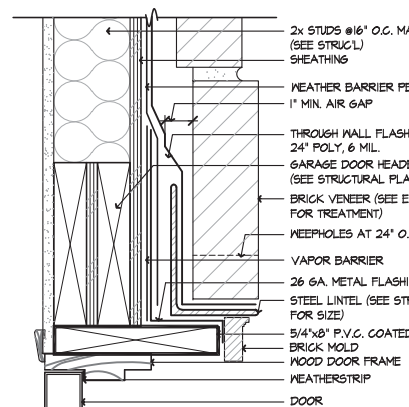 2x STUDS @16" O.C. MA
(SEE STRUC'L)
SHEATHING
WEATHER BARRIER PE
1" MIN. AIR GAP
THROUGH WALL FLASH
24" POLY, 6 MIL.
GARAGE DOOR HEADE
(SEE STRUCTURAL PLA
BRICK VENEER (SEE E
FOR TREATMENT)
WEEPHOLES AT 24" O.
VAPOR BARRIER
26 GA. METAL FLASHI
STEEL LINTEL (SEE STR
FOR SIZE)
5/4"x8" P.V.C. COATED
BRICK MOLD
WOOD DOOR FRAME
WEATHERSTRIP
DOOR